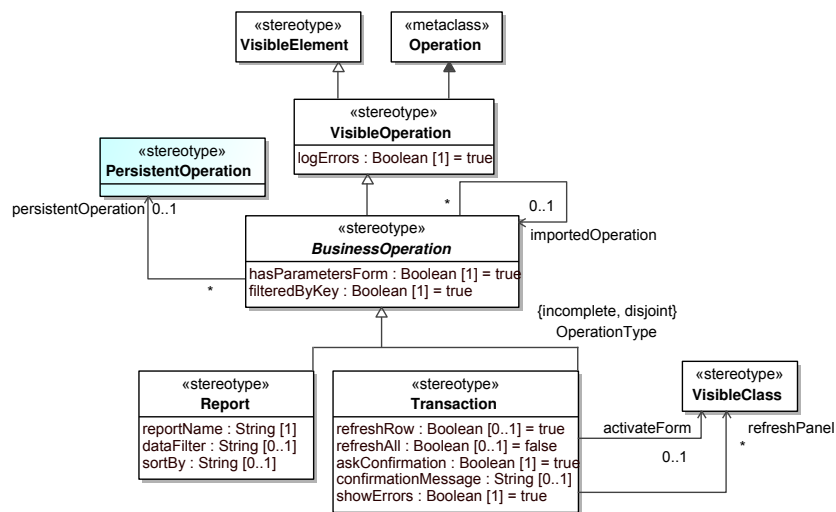 «stereotype»
VisibleElement
«metaclass»
Operation
«stereotype»
VisibleOperation
logErrors : Boolean [1] = true
«stereotype»
PersistentOperation
persistentOperation 0..1
*
*
0..1
importedOperation
«stereotype»
BusinessOperation
hasParametersForm : Boolean [1] = true
filteredByKey : Boolean [1] = true
{incomplete, disjoint}
OperationType
«stereotype»
Report
reportName : String [1]
dataFilter : String [0..1]
sortBy : String [0..1]
«stereotype»
Transaction
refreshRow : Boolean [0..1] = true
refreshAll : Boolean [0..1] = false
askConfirmation : Boolean [1] = true
confirmationMessage : String [0..1]
showErrors : Boolean [1] = true
«stereotype»
VisibleClass
activateForm
0..1
refreshPanel
*